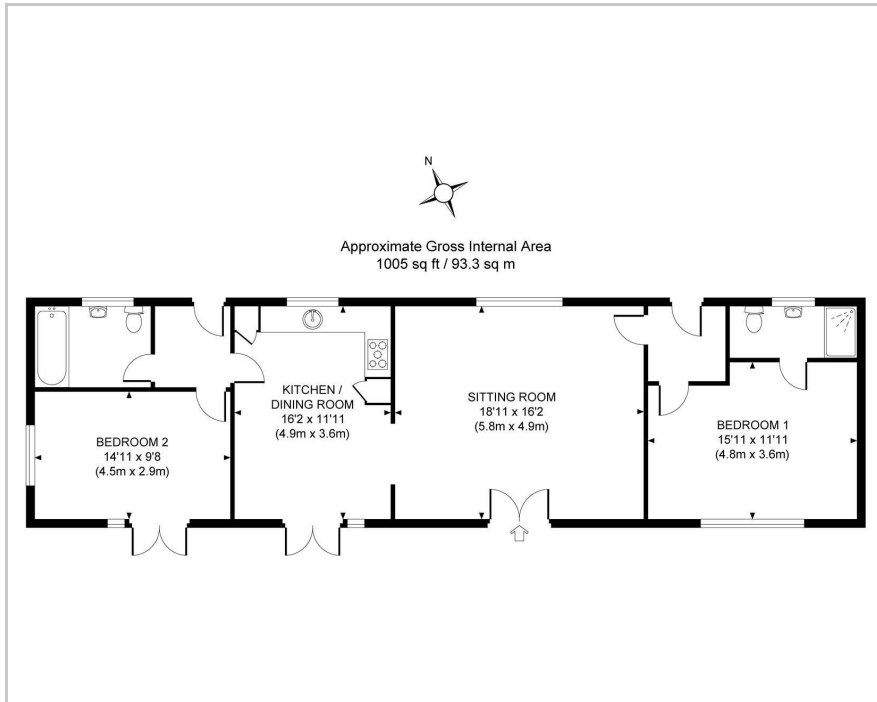 N
Approximate Gross Internal Area
1005 sq ft / 93.3 sq m
KITCHEN /
DINING ROOM
16'2 x 11'11
(4.9m x 3.6m)
SITTING ROOM
18'11 x 16'2
(5.8m x 4.9m)
BEDROOM 2
14'11 x 9'8
(4.5m x 2.9m)
BEDROOM 1
15'11 x 11'11
(4.8m x 3.6m)